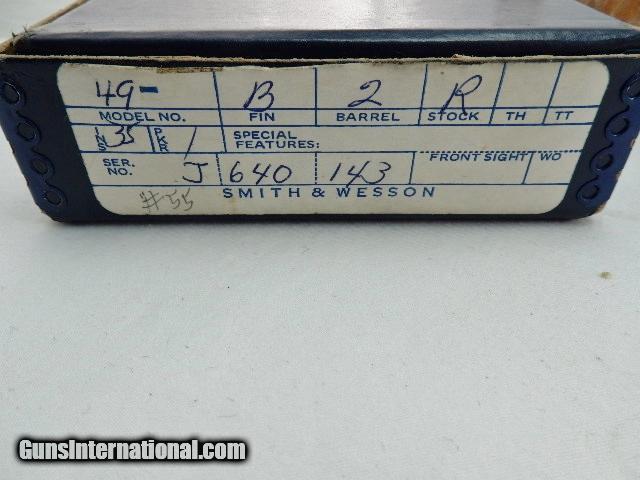 49- B 2 R
MODEL NO. FIN BARREL STOCK TH TT
INS 35 PKR 1 SPECIAL FEATURES:
SER. NO. J 640 143 FRONT SIGHT WO
#55 SMITH & WESSON
GunsInternational.com